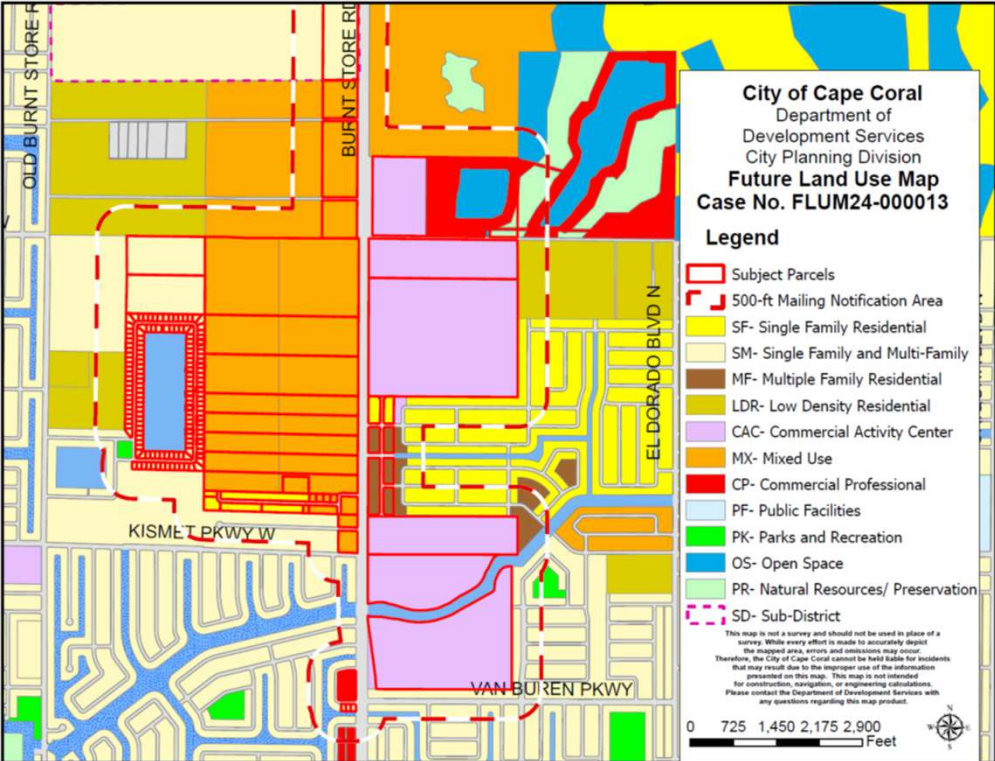 OLD BURNT STORE R
BURNT STORE RD
EL DORADO BLVD N
KISMET PKWY W
VAN BUREN PKWY
City of Cape Coral
Department of
Development Services
City Planning Division
Future Land Use Map
Case No. FLUM24-000013
Legend
Subject Parcels
500-ft Mailing Notification Area
SF- Single Family Residential
SM- Single Family and Multi-Family
MF- Multiple Family Residential
LDR- Low Density Residential
CAC- Commercial Activity Center
MX- Mixed Use
CP- Commercial Professional
PF- Public Facilities
PK- Parks and Recreation
OS- Open Space
PR- Natural Resources/ Preservation
SD- Sub-District
This map is not a survey and should not be used in place of a
survey. While every effort is made to accurately depict
the mapped area, errors and omissions may occur.
Therefore, the City of Cape Coral cannot be held liable for incidents
that may result due to the improper use of the information
presented on this map. This map is not intended
for construction, navigation, or engineering calculations.
Please contact the Department of Development Services with
any questions regarding this map product.
0 725 1,450 2,175 2,900
Feet
N
W E
S